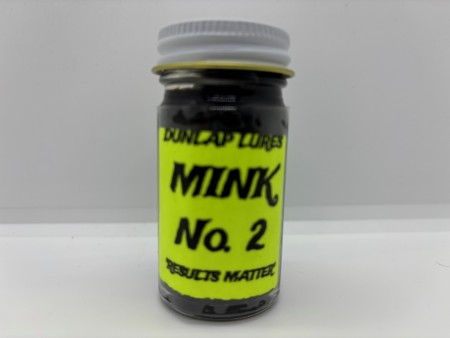 DUNLAP LURES
MINK
No. 2
"RESULTS MATTER"